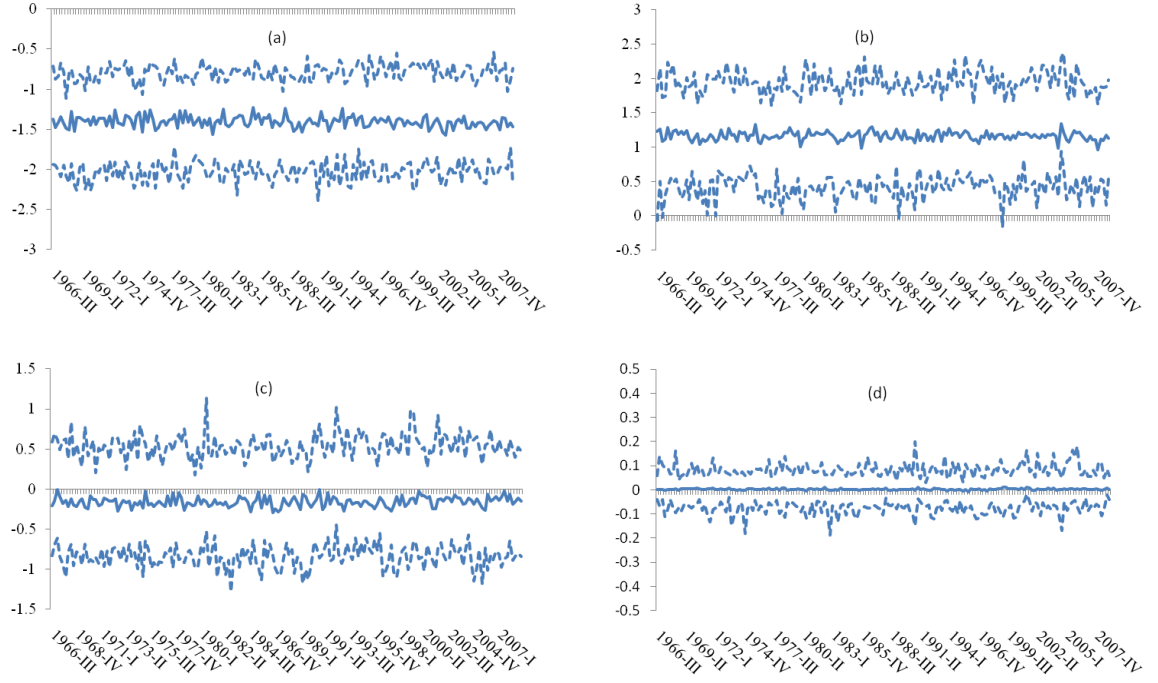 (a)
0
-0.5
-1
-1.5
-2
-2.5
-3
1966-III
1969-II
1972-I
1974-IV
1977-III
1980-II
1983-I
1985-IV
1988-III
1991-II
1994-I
1996-IV
1999-III
2002-II
2005-I
2007-IV
(b)
3
2.5
2
1.5
1
0.5
0
-0.5
1966-III
1969-II
1972-I
1974-IV
1977-III
1980-II
1983-I
1985-IV
1988-III
1991-II
1994-I
1996-IV
1999-III
2002-II
2005-I
2007-IV
(c)
1.5
1
0.5
0
-0.5
-1
-1.5
1966-III
1968-IV
1971-I
1973-II
1975-III
1977-IV
1980-I
1982-II
1984-III
1986-IV
1989-I
1991-II
1993-III
1995-IV
1998-I
2000-II
2002-III
2004-IV
2007-I
(d)
0.5
0.4
0.3
0.2
0.1
0
-0.1
-0.2
-0.3
-0.4
-0.5
1966-III
1969-II
1972-I
1974-IV
1977-III
1980-II
1983-I
1985-IV
1988-III
1991-II
1994-I
1996-IV
1999-III
2002-II
2005-I
2007-IV